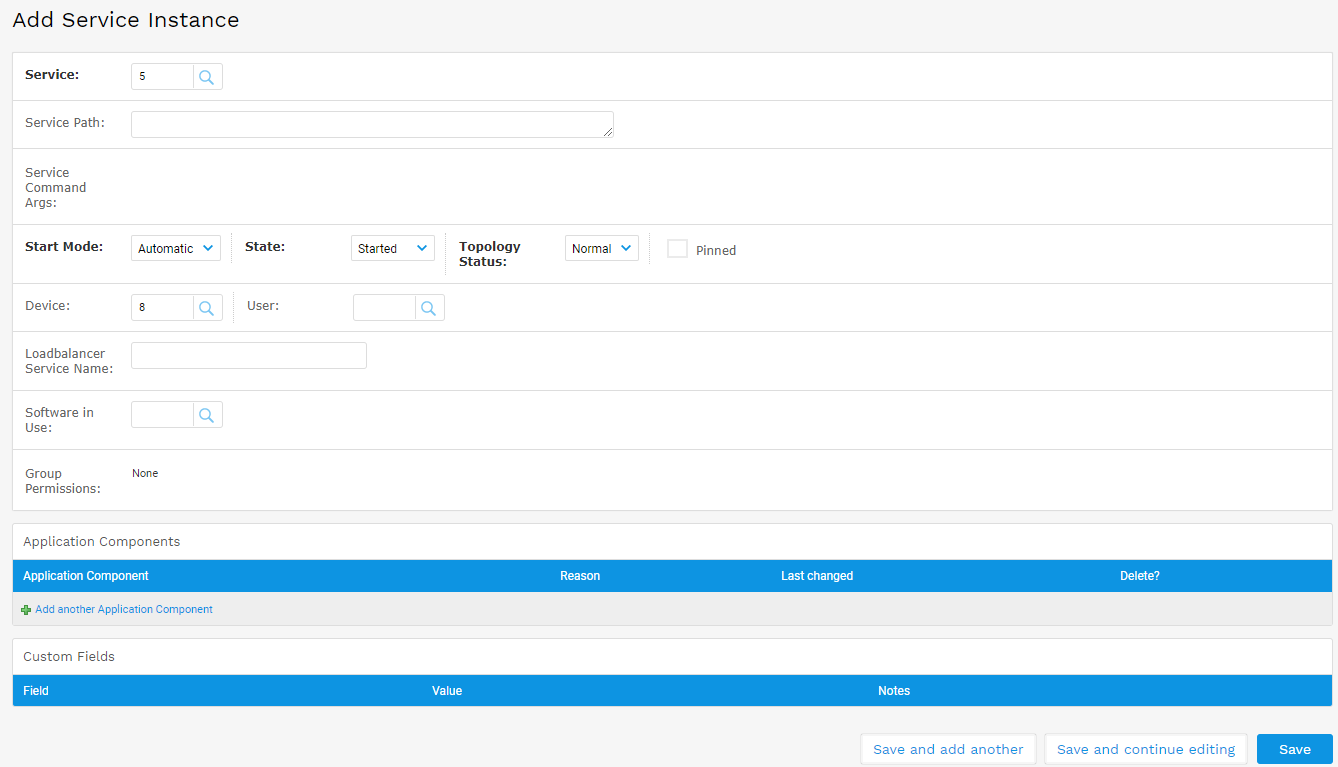 Add Service Instance
Service: 5
Service Path:
Service
Command
Args:
Start Mode: Automatic State: Started Topology Status: Normal Pinned
Device: 8 User:
Loadbalancer
Service Name:
Software in
Use:
Group
Permissions: None
Application Components
Application Component Reason Last changed Delete?
Add another Application Component
Custom Fields
Field Value Notes
Save and add another Save and continue editing Save